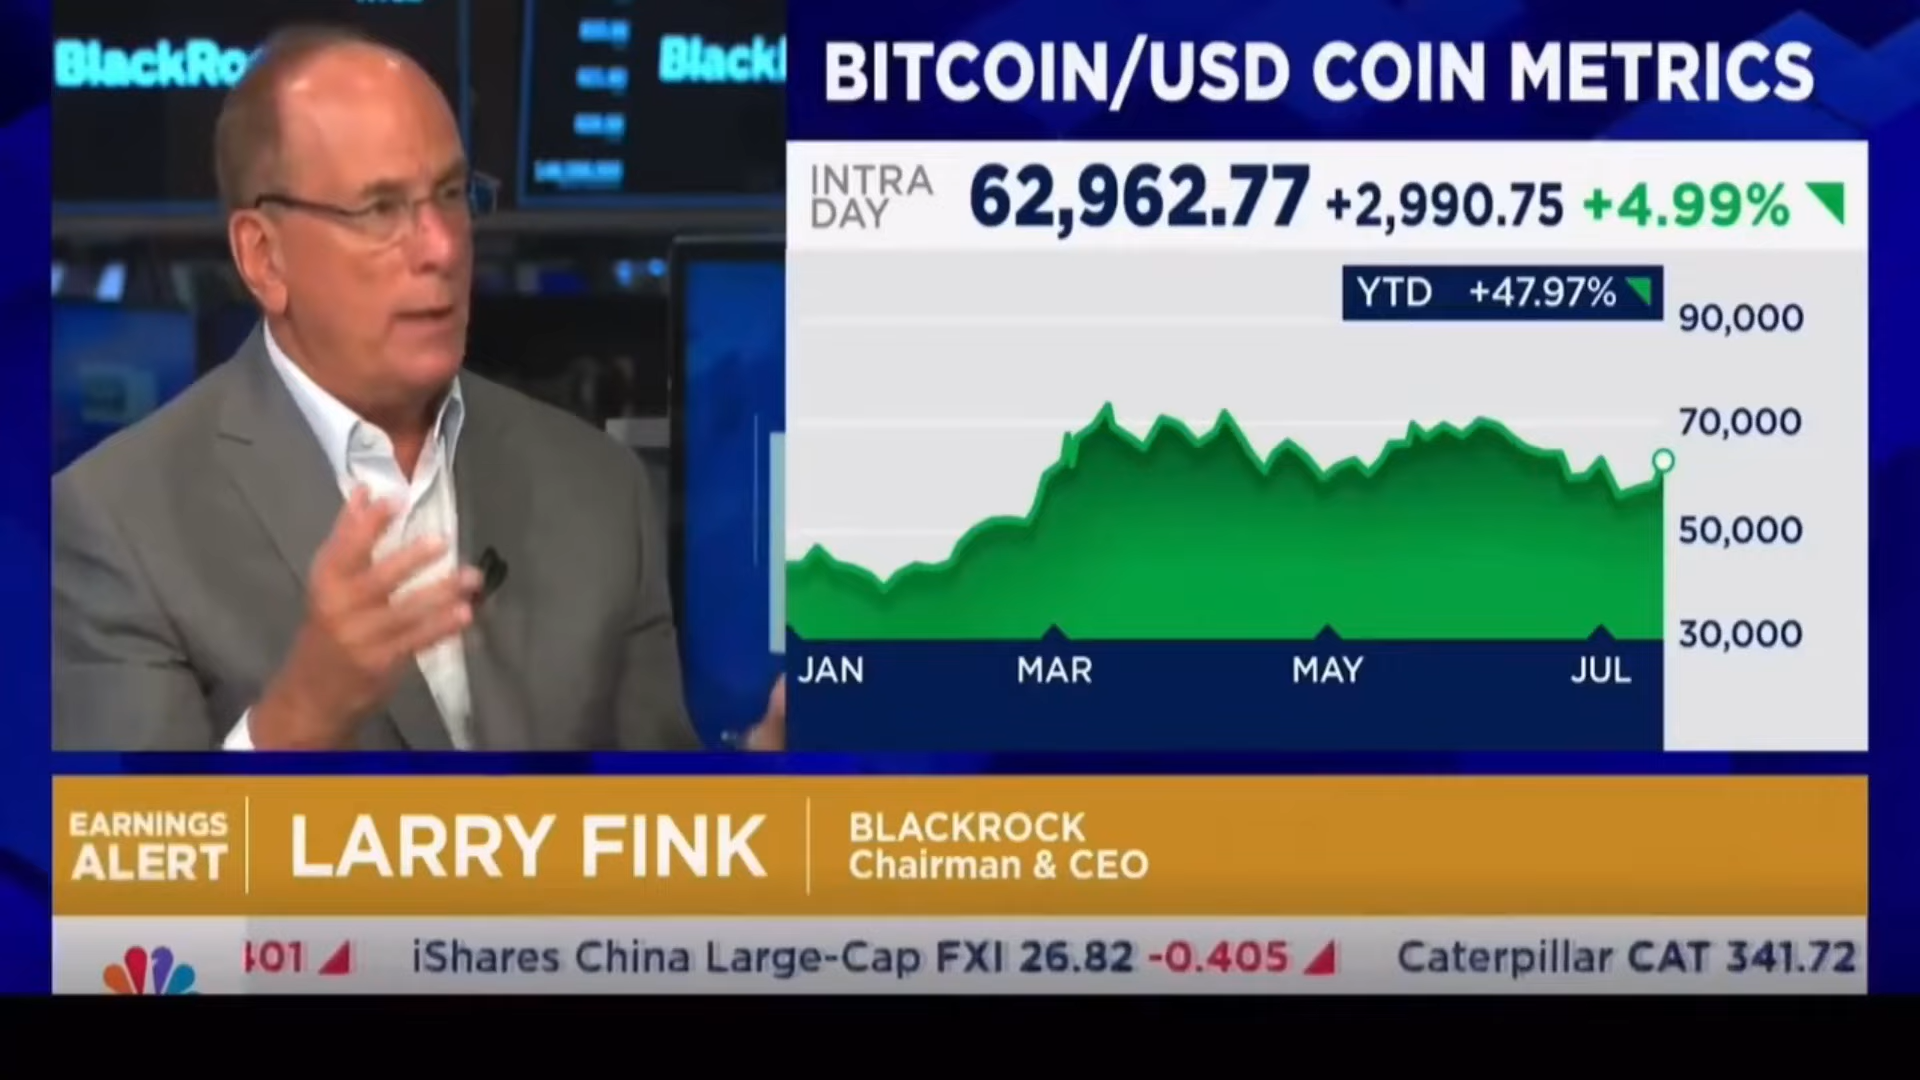 BlackRo
BlackR
BITCOIN/USD COIN METRICS
INTRA
DAY
62,962.77 +2,990.75 +4.99%
YTD +47.97%
90,000
70,000
50,000
30,000
JAN MAR MAY JUL
EARNINGS
ALERT
LARRY FINK
BLACKROCK
Chairman & CEO
401 iShares China Large-Cap FXI 26.82 -0.405 Caterpillar CAT 341.72